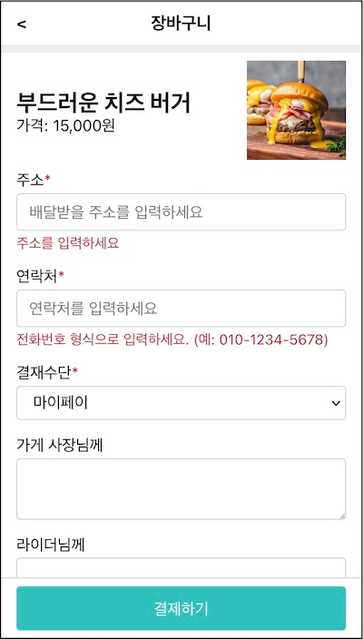 <
장바구니
부드러운 치즈 버거
가격: 15,000원
주소*
배달받을 주소를 입력하세요
주소를 입력하세요
연락처*
연락처를 입력하세요
전화번호 형식으로 입력하세요. (예: 010-1234-5678)
결재수단*
마이페이
가게 사장님께
라이더님께
결제하기